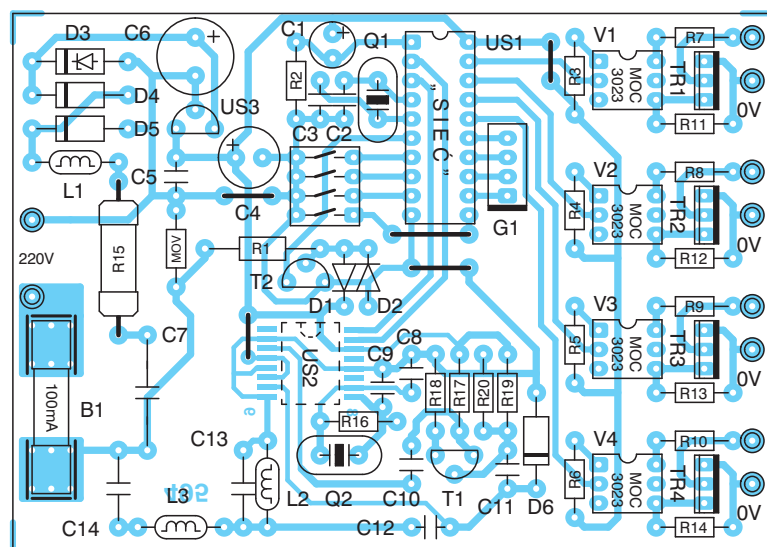 D3
C6
C1
Q1
US1
V1
R7
D4
US3
R2
R3
MOC
3023
TR1
0V
D5
C3
C2
„SIEĆ”
R11
L1
C5
C4
G1
V2
R8
R4
MOC
3023
TR2
0V
220V
R15
MOV
R1
T2
R12
D1
D2
V3
R9
C7
US2
C8
R5
MOC
3023
TR3
0V
C9
100mA
B1
R18
R17
R20
R19
R13
R16
C13
V4
R10
R6
MOC
3023
TR4
0V
C14
L3
L2
Q2
C10
T1
C11
D6
C12
R14